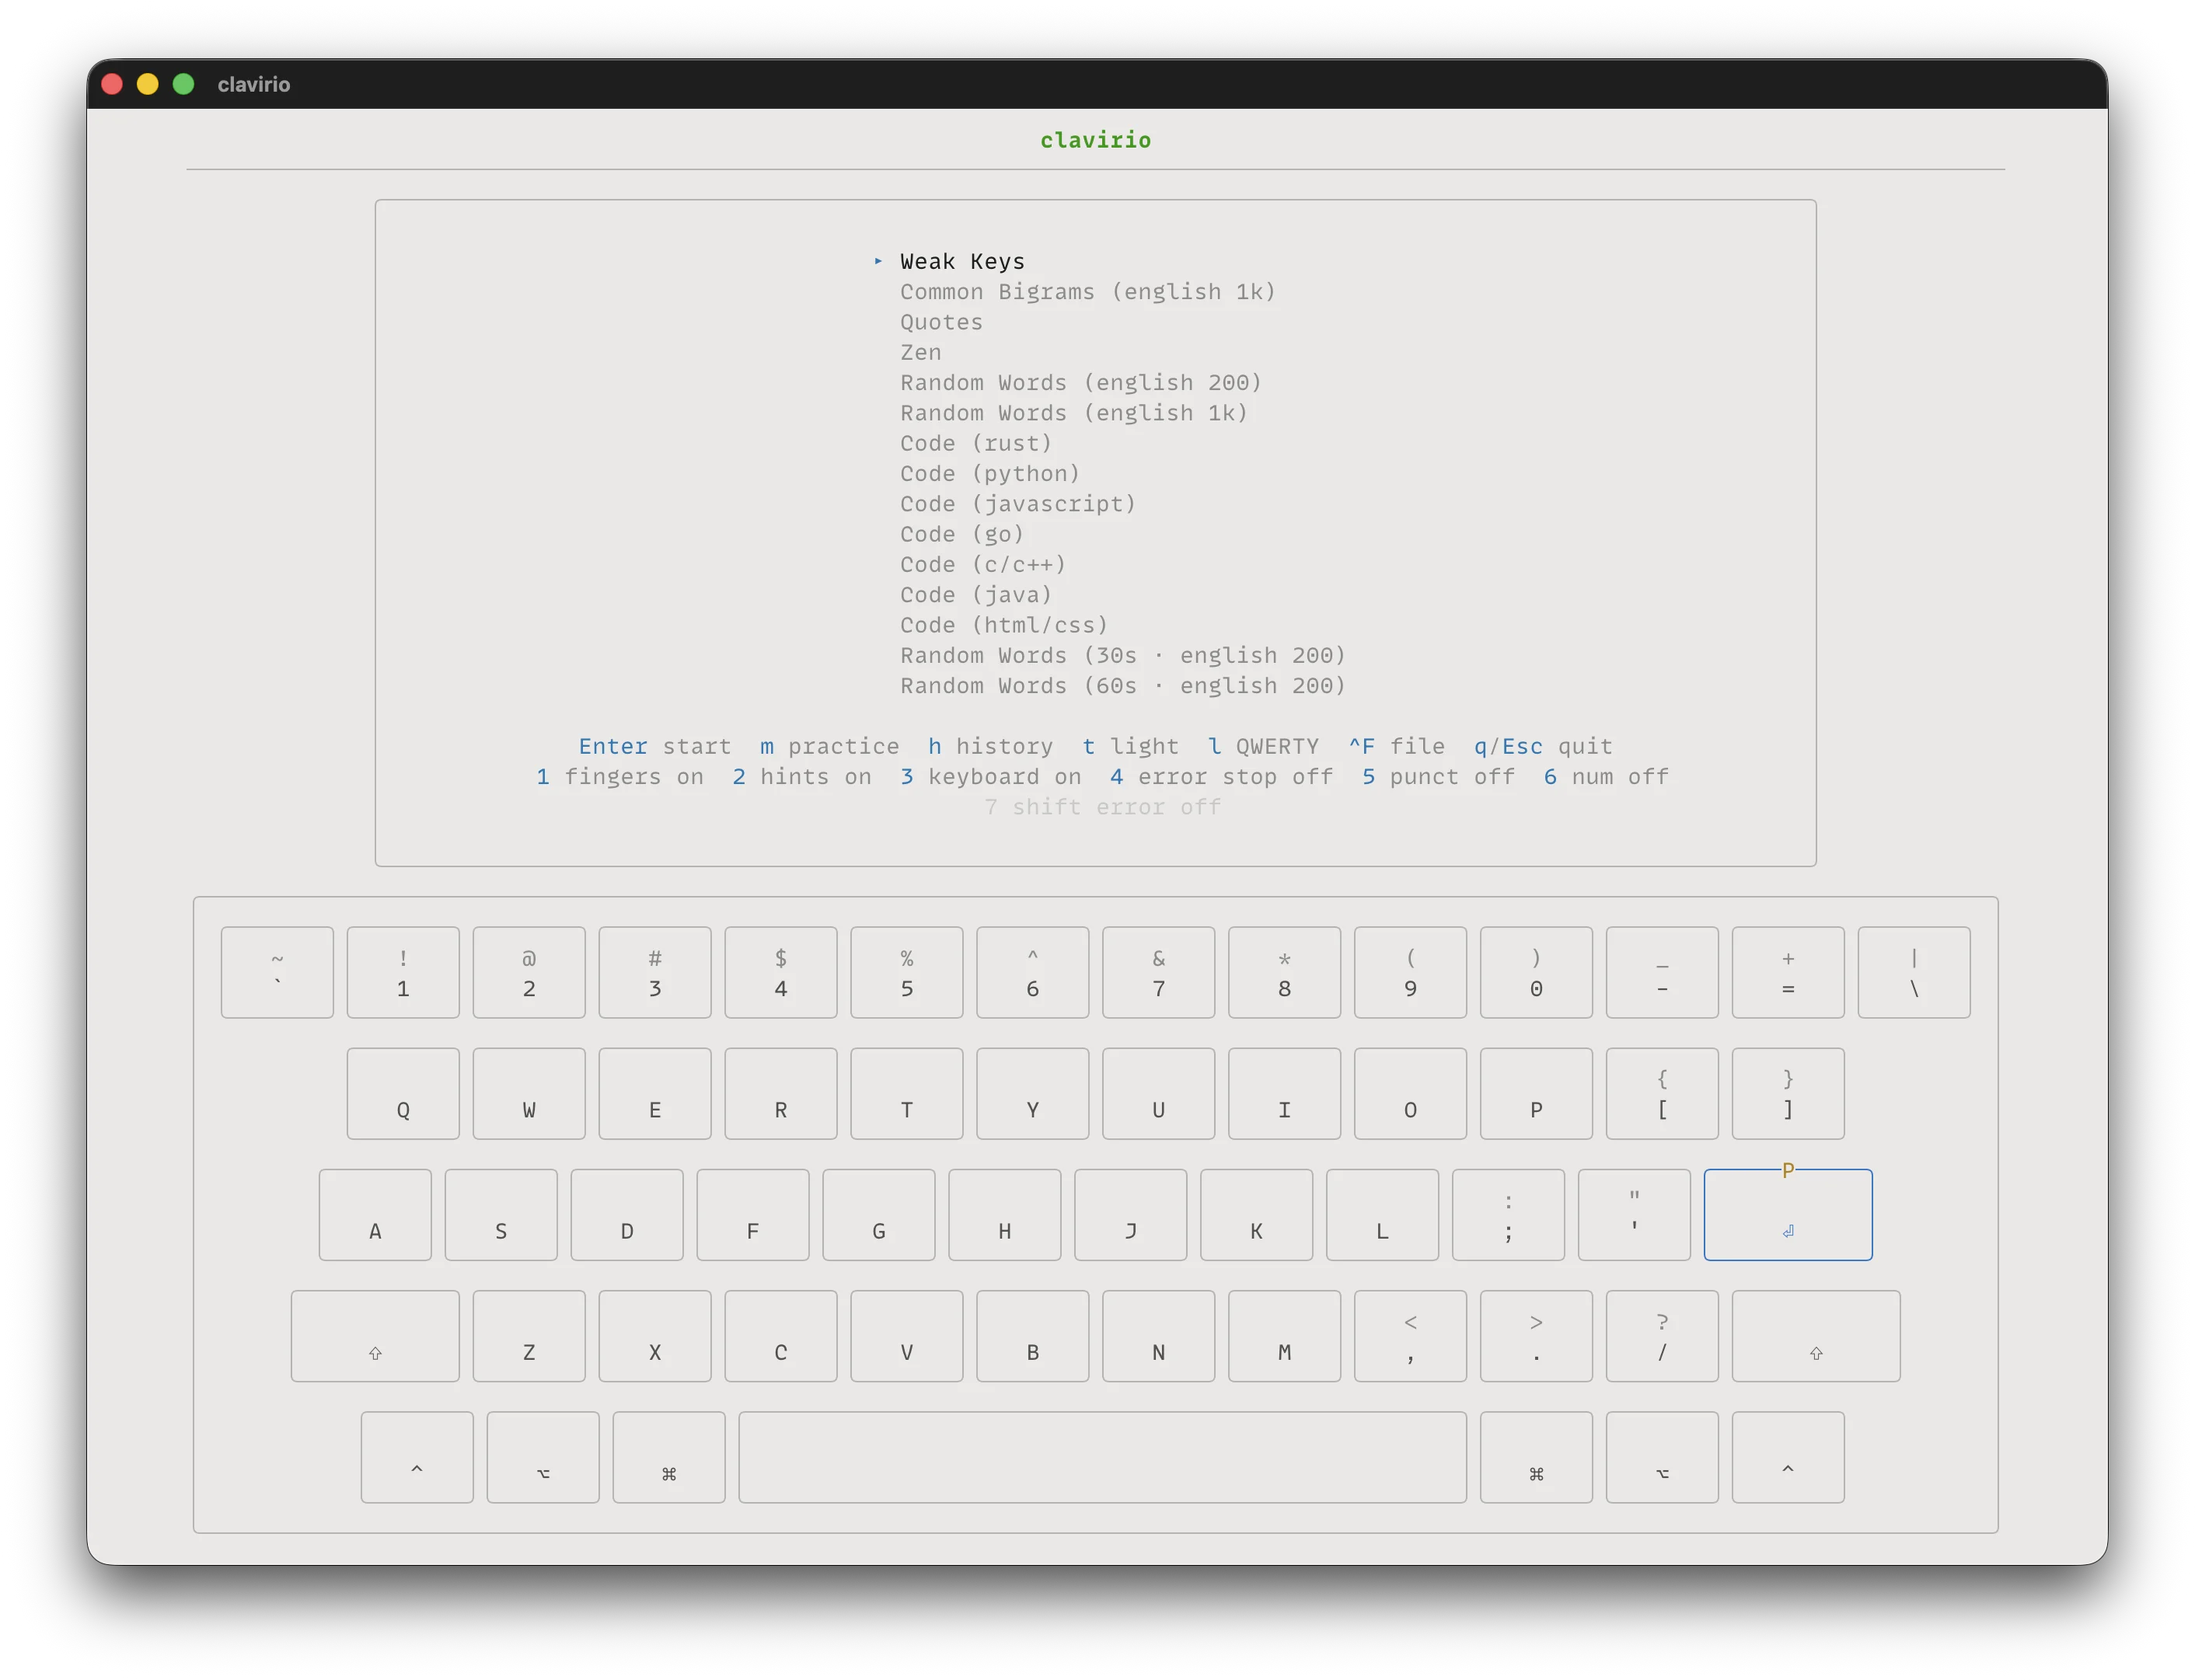 clavirio
clavirio
▸ Weak Keys
Common Bigrams (english 1k)
Quotes
Zen
Random Words (english 200)
Random Words (english 1k)
Code (rust)
Code (python)
Code (javascript)
Code (go)
Code (c/c++)
Code (java)
Code (html/css)
Random Words (30s · english 200)
Random Words (60s · english 200)
Enter start  m practice  h history  t light  l QWERTY  ^F file  q/Esc quit
1 fingers on  2 hints on  3 keyboard on  4 error stop off  5 punct off  6 num off
7 shift error off
~ ! @ # $ % ^ & * ( ) _ + |
` 1 2 3 4 5 6 7 8 9 0 - = \
{ }
Q W E R T Y U I O P [ ]
P
: "
A S D F G H J K L ; ' ⏎
< > ?
⇧ Z X C V B N M , . / ⇧
^ ⌥ ⌘ ⌘ ⌥ ^